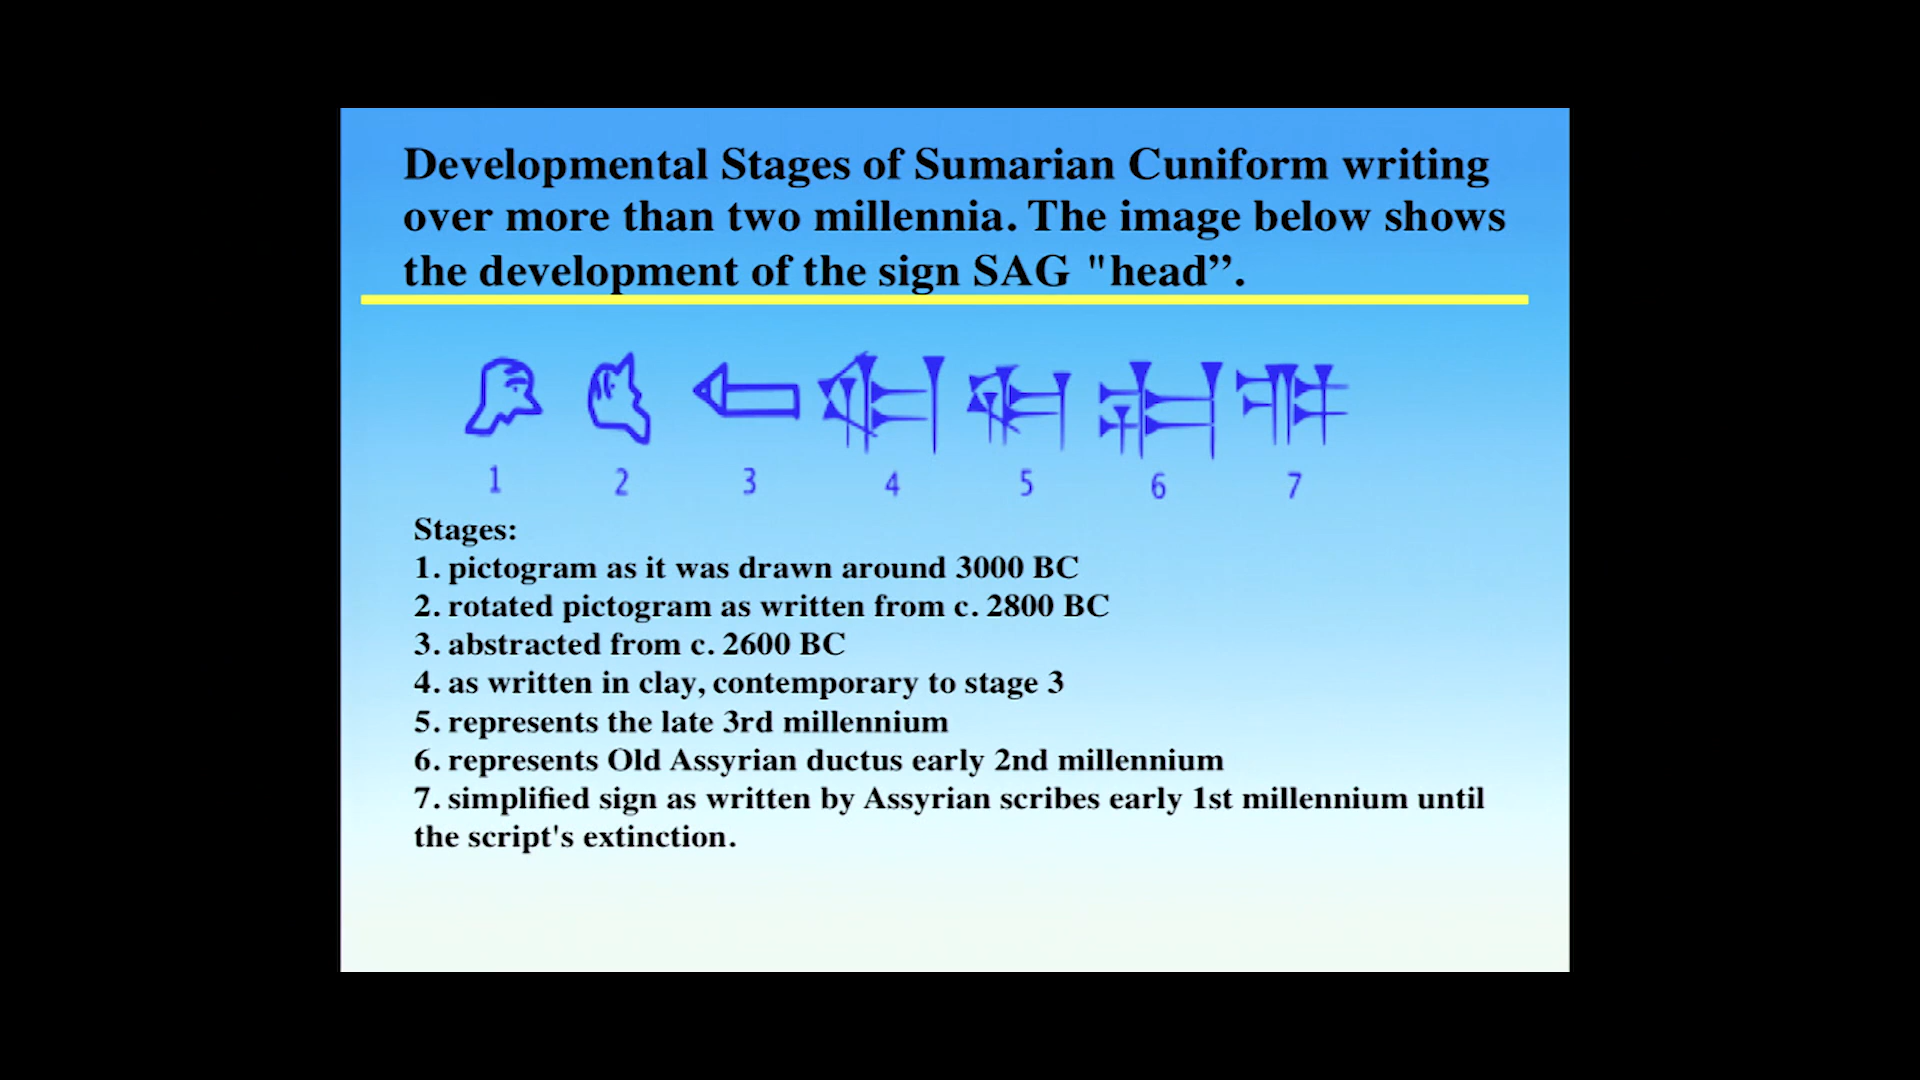 Developmental Stages of Sumarian Cuniform writing
over more than two millennia. The image below shows
the development of the sign SAG "head”.
1 2 3 4 5 6 7
Stages:
1. pictogram as it was drawn around 3000 BC
2. rotated pictogram as written from c. 2800 BC
3. abstracted from c. 2600 BC
4. as written in clay, contemporary to stage 3
5. represents the late 3rd millennium
6. represents Old Assyrian ductus early 2nd millennium
7. simplified sign as written by Assyrian scribes early 1st millennium until
the script's extinction.